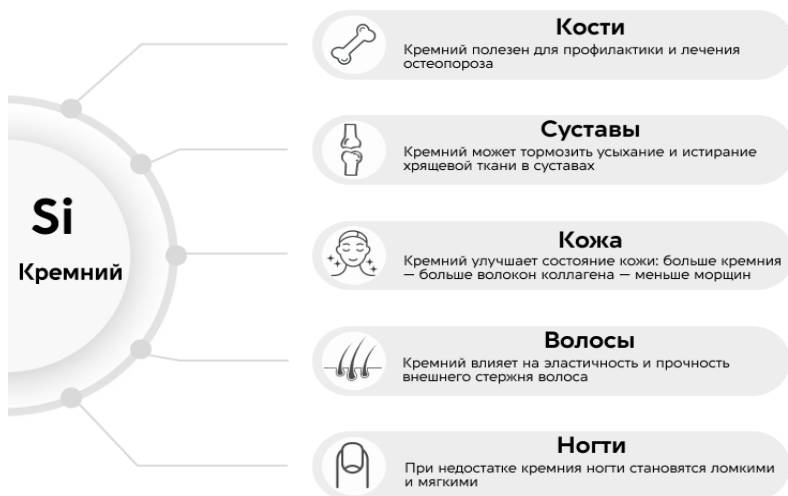 Si
Кремний
Кости
Кремний полезен для профилактики и лечения
остеопороза
Суставы
Кремний может тормозить усыхание и истирание
хрящевой ткани в суставах
Кожа
Кремний улучшает состояние кожи: больше кремния
— больше волокон коллагена — меньше морщин
Волосы
Кремний влияет на эластичность и прочность
внешнего стержня волоса
Ногти
При недостатке кремния ногти становятся ломкими
и мягкими